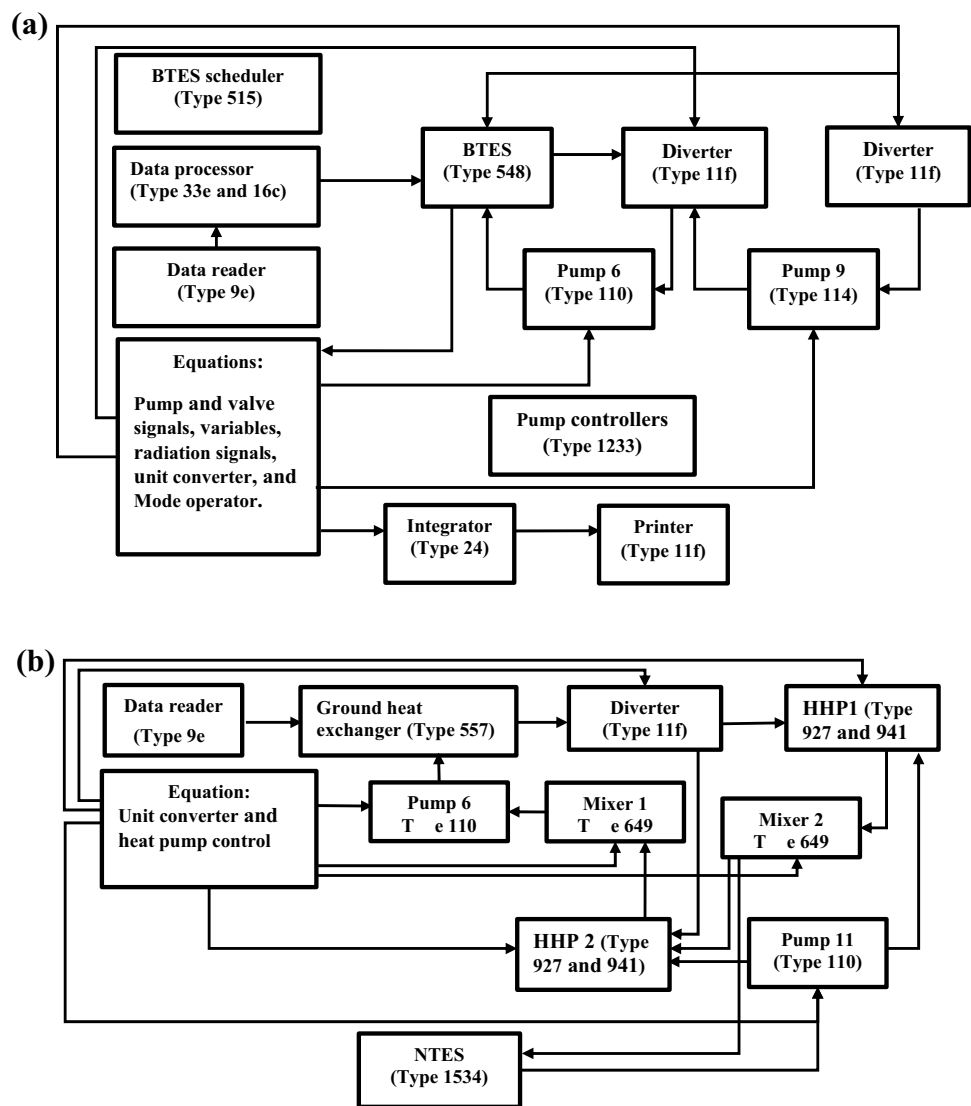 (a)
BTES scheduler
(Type 515)
Data processor
(Type 33e and 16c)
Data reader
(Type 9e)
BTES
(Type 548)
Diverter
(Type 11f)
Diverter
(Type 11f)
Pump 6
(Type 110)
Pump 9
(Type 114)
Equations:
Pump and valve
signals, variables,
radiation signals,
unit converter, and
Mode operator.
Pump controllers
(Type 1233)
Integrator
(Type 24)
Printer
(Type 11f)
(b)
Data reader
(Type 9e
Ground heat
exchanger (Type 557)
Diverter
(Type 11f)
HHP1 (Type
927 and 941
Equation:
Unit converter and
heat pump control
Pump 6
T e 110
Mixer 1
T e 649
Mixer 2
T e 649
HHP 2 (Type
927 and 941)
Pump 11
(Type 110)
NTES
(Type 1534)